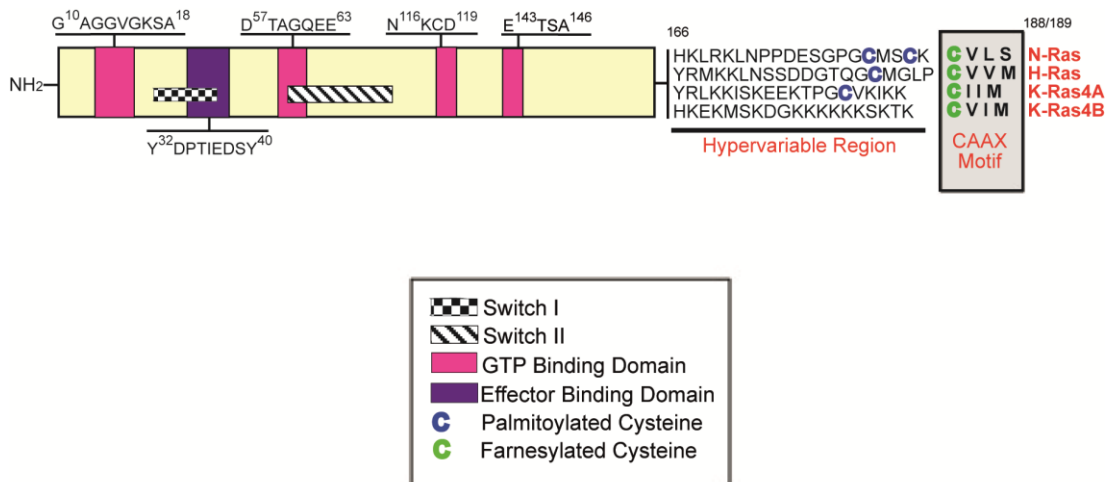 G¹⁰AGGVGKSA¹⁸ D⁵⁷TAGQEE⁶³ N¹¹⁶KCD¹¹⁹ E¹⁴³TSA¹⁴⁶ 166 188/189
NH₂
HKLRKLNPPDESGPGCMSCK CVLS N-Ras
YRMKKLNSSDDGTQGCMGLP CVVM H-Ras
YRLKKISKEEKTPGCVKIKK CIIM K-Ras4A
HKEKMSKDGKKKKKKSKTK CVIM K-Ras4B
Y³²DPTIEDSY⁴⁰
Hypervariable Region
CAAX
Motif
Switch I
Switch II
GTP Binding Domain
Effector Binding Domain
C Palmitoylated Cysteine
C Farnesylated Cysteine